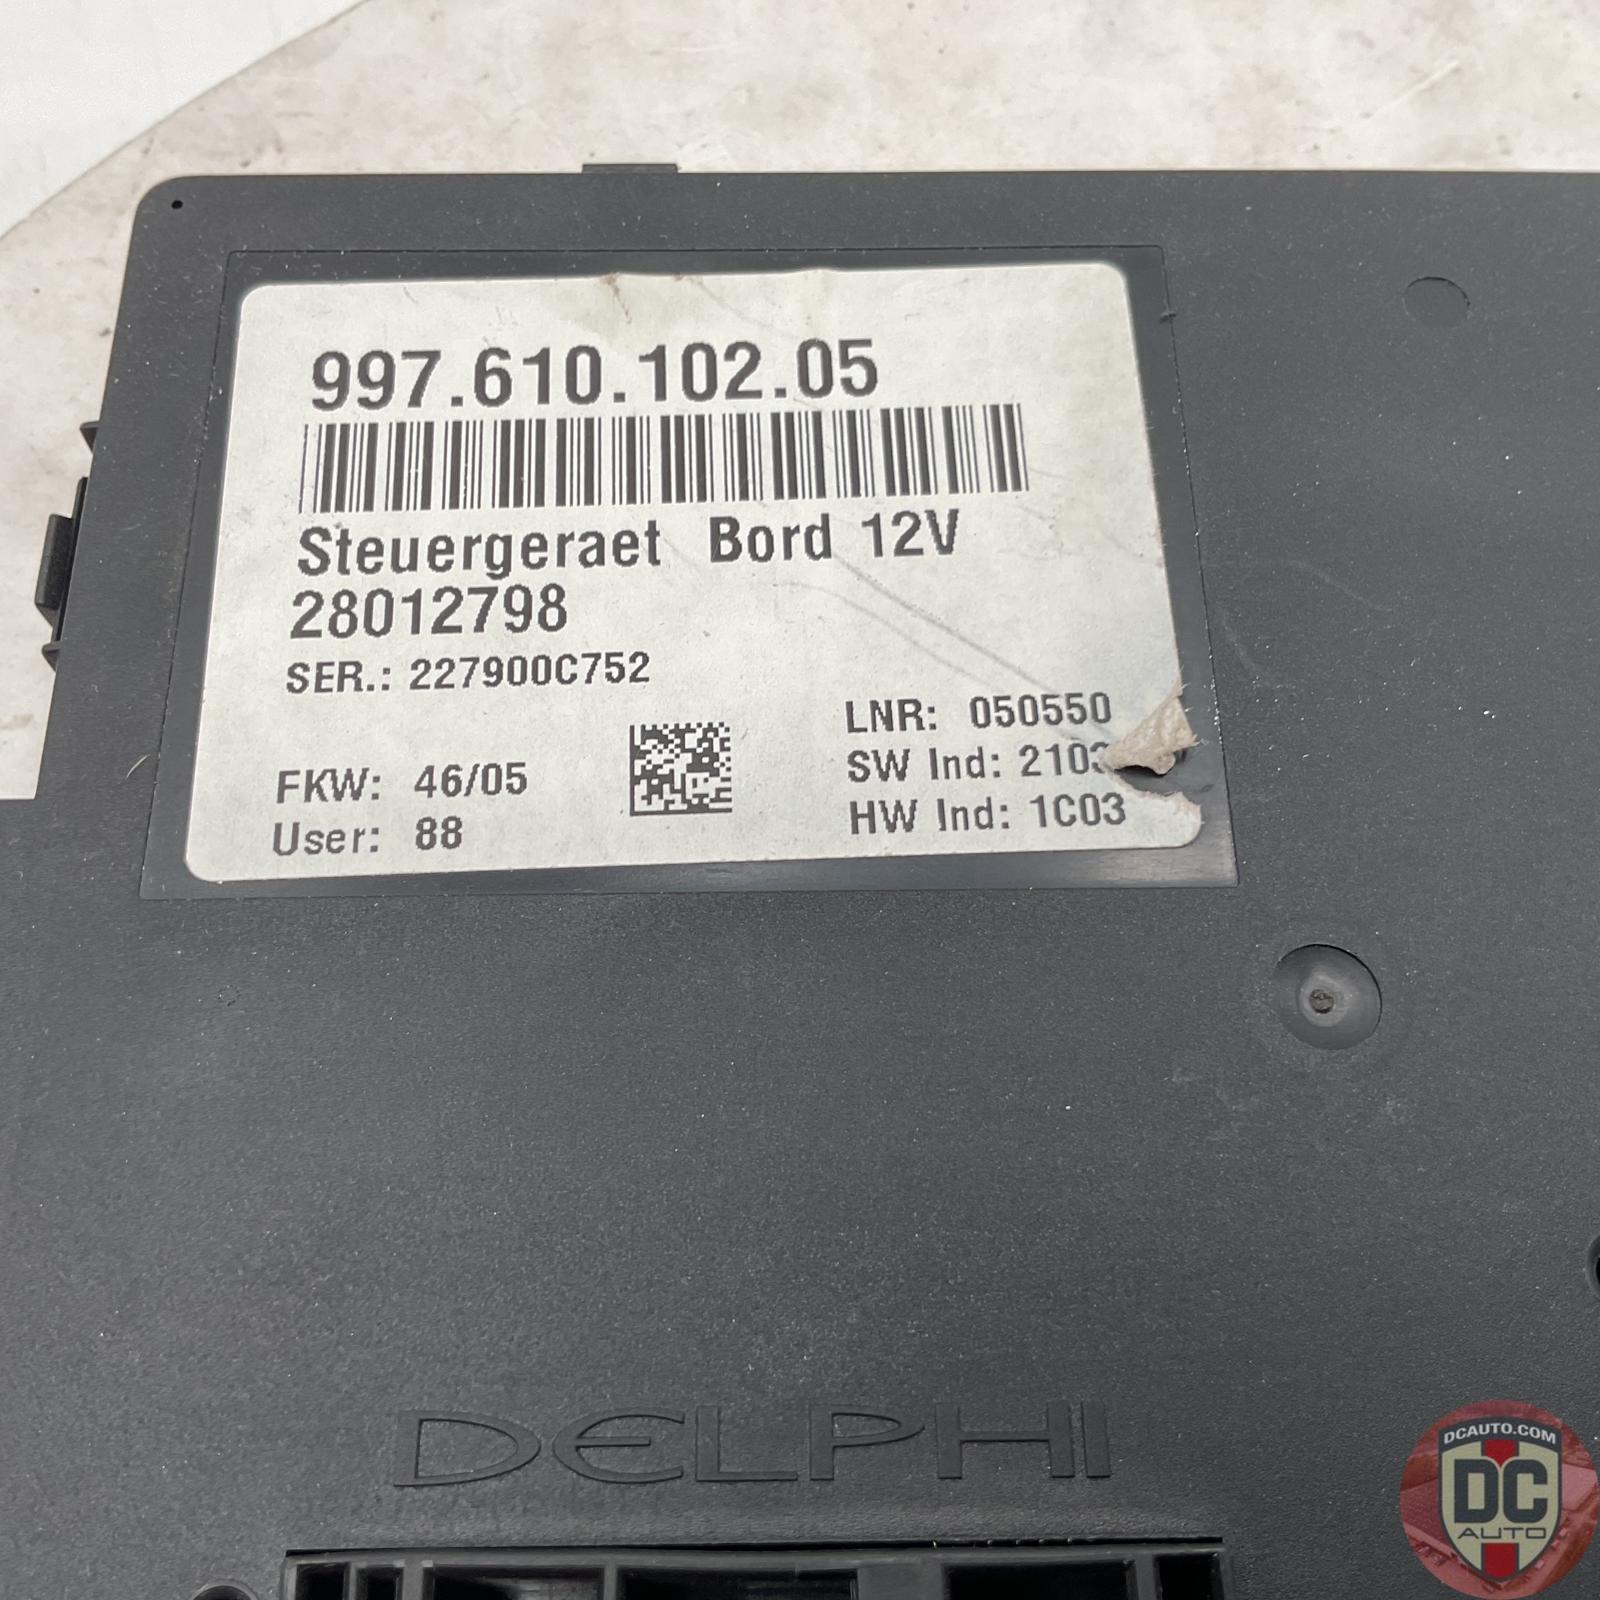 997.610.102.05
Steuergeraet Bord 12V
28012798
SER.: 227900C752
LNR: 050550
SW Ind: 2103
HW Ind: 1C03
FKW: 46/05
User: 88
DELPHI
DCAUTO.COM
DC
AUTO